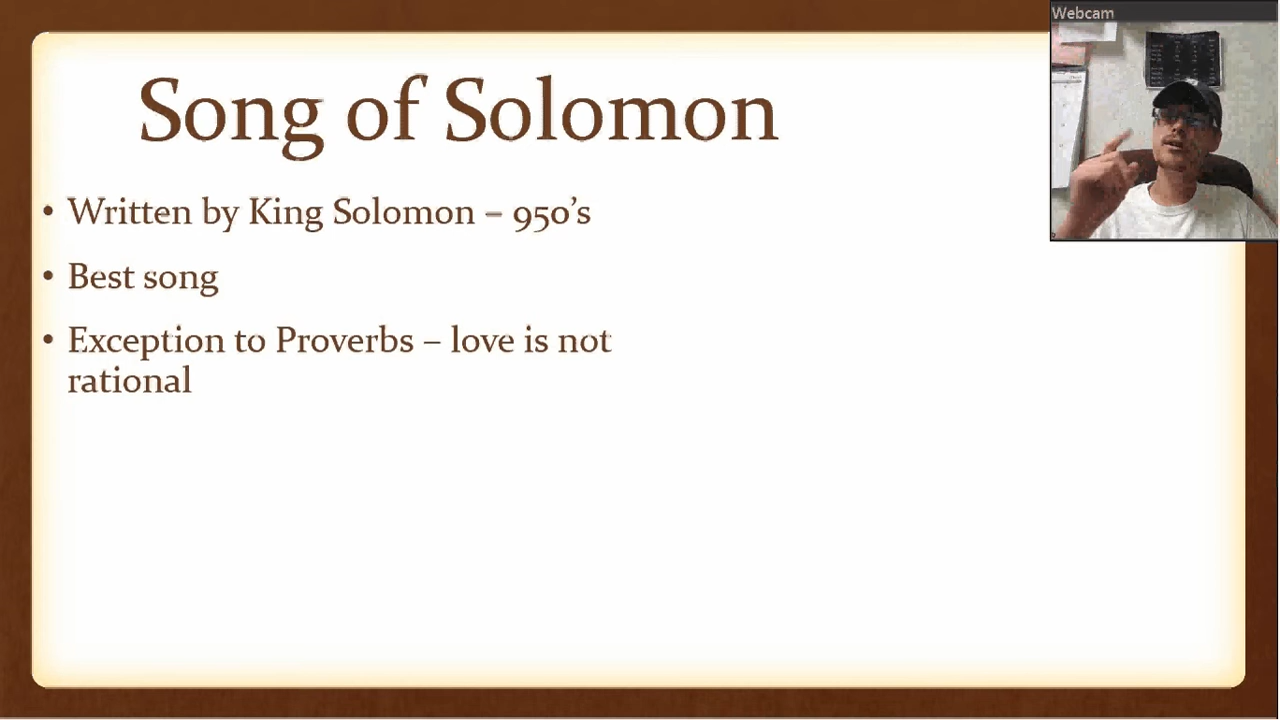 Webcam
Song of Solomon
• Written by King Solomon – 950’s
• Best song
• Exception to Proverbs – love is not
rational